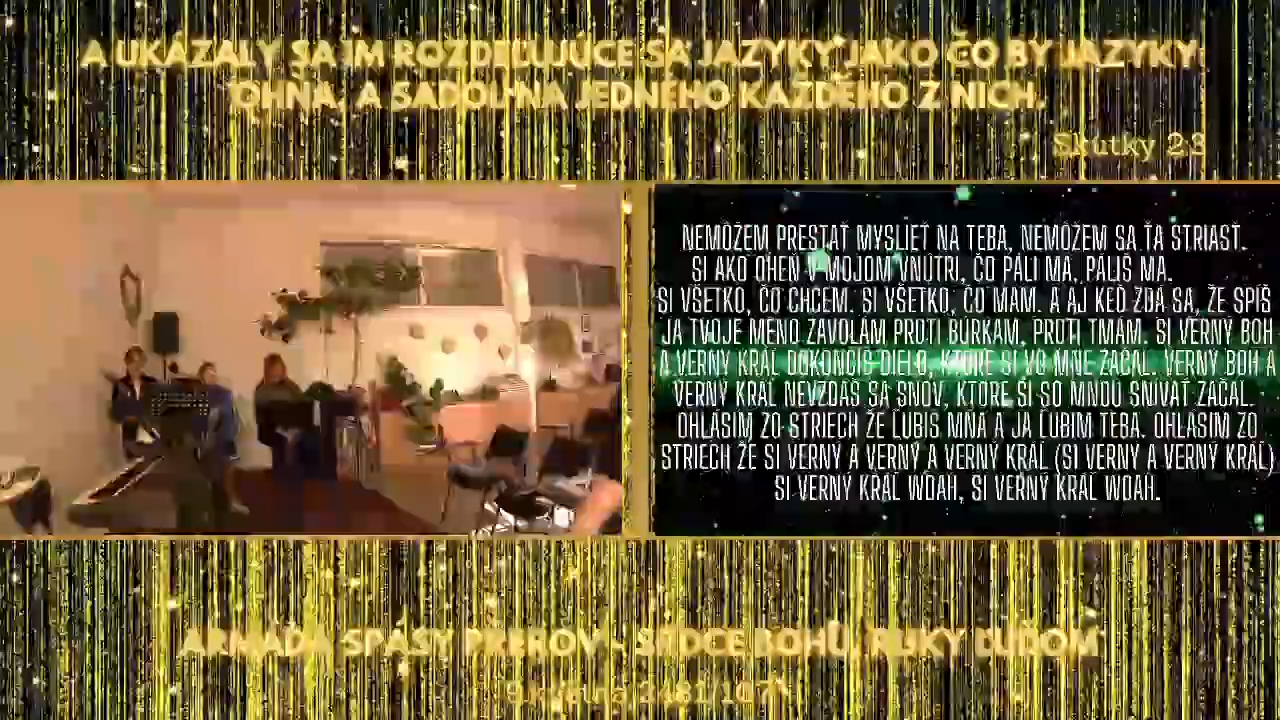 A UKÁZALY SA IM ROZDEĽUJÚCE SA JAZYKY JAKO ČO BY JAZYKY
OHŇA, A SADOL NA JEDNÉHO KAŽDÉHO Z NICH.
Skutky 2:3
NEMÔŽEM PRESTAŤ MYSLIEŤ NA TEBA, NEMÔŽEM SA ŤA STRIASŤ.
SI AKO OHEŇ V MOJOM VNÚTRI, ČO PÁLI MA, PÁLIŠ MA.
SI VŠETKO, ČO CHCEM. SI VŠETKO, ČO MÁM. A AJ KEĎ ZDÁ SA, ŽE SPÍŠ
JA TVOJE MENO ZAVOLÁM PROTI BÚRKAM, PROTI TMÁM. SI VERNÝ BOH
A VERNÝ KRÁĽ DOKONČÍŠ DIELO, KTORÉ SI VO MNE ZAČAL. VERNÝ BOH A
VERNÝ KRÁĽ NEVZDÁŠ SA SNOV, KTORÉ SI SO MNOU SNÍVAŤ ZAČAL.
OHLÁSIM ZO STRIECH ŽE ĽÚBIŠ MŇA A JA ĽÚBIM TEBA. OHLÁSIM ZO
STRIECH ŽE SI VERNÝ A VERNÝ A VERNÝ KRÁĽ (SI VERNÝ A VERNÝ KRÁĽ)
SI VERNÝ KRÁĽ WOAH, SI VERNÝ KRÁĽ WOAH.
ARMÁDA SPÁSY PŘEROV - SRDCE BOHU, RUKY ĽUĎOM